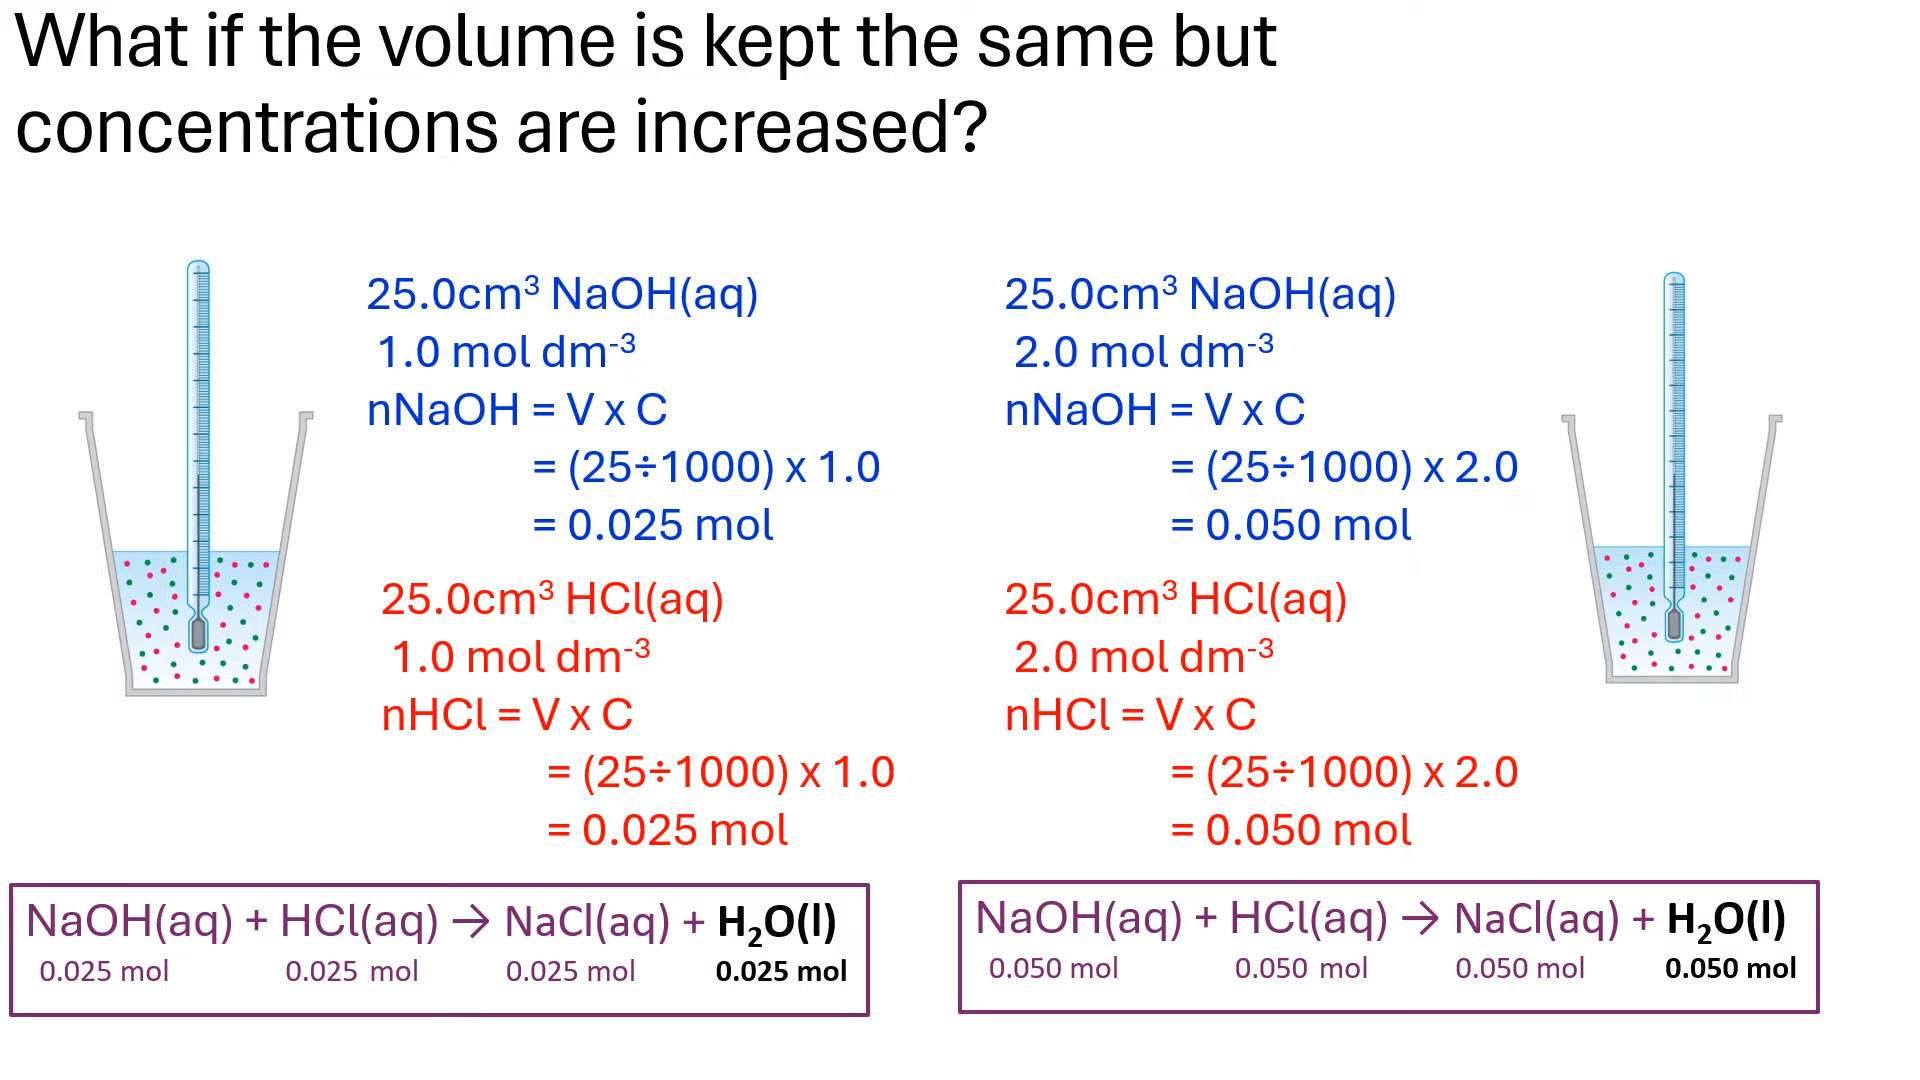 What if the volume is kept the same but
concentrations are increased?
25.0cm³ NaOH(aq)
1.0 mol dm⁻³
nNaOH = V x C
= (25÷1000) x 1.0
= 0.025 mol
25.0cm³ HCl(aq)
1.0 mol dm⁻³
nHCl = V x C
= (25÷1000) x 1.0
= 0.025 mol
NaOH(aq) + HCl(aq) → NaCl(aq) + H₂O(l)
0.025 mol 0.025 mol 0.025 mol 0.025 mol
25.0cm³ NaOH(aq)
2.0 mol dm⁻³
nNaOH = V x C
= (25÷1000) x 2.0
= 0.050 mol
25.0cm³ HCl(aq)
2.0 mol dm⁻³
nHCl = V x C
= (25÷1000) x 2.0
= 0.050 mol
NaOH(aq) + HCl(aq) → NaCl(aq) + H₂O(l)
0.050 mol 0.050 mol 0.050 mol 0.050 mol